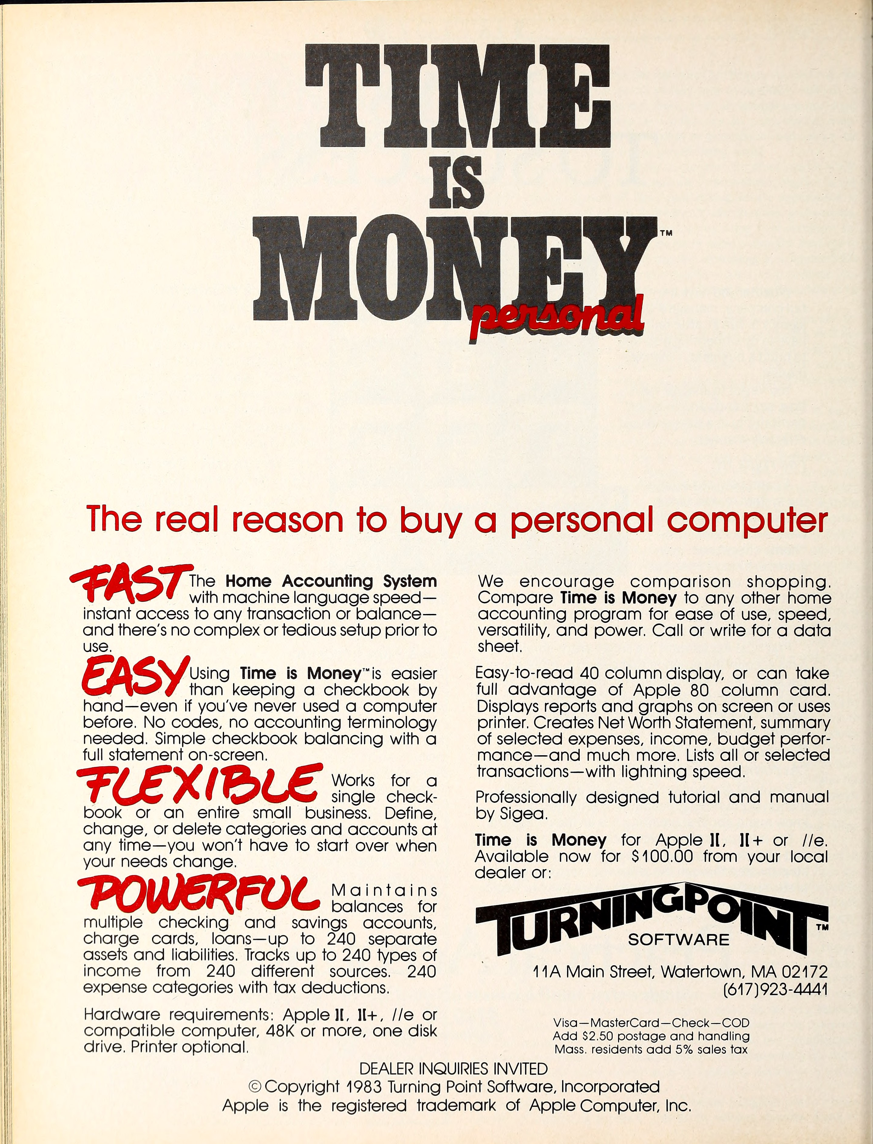 TIME
IS
MONEY™
personal
The real reason to buy a personal computer
FAST The Home Accounting System
with machine language speed—
instant access to any transaction or balance—
and there's no complex or tedious setup prior to
use.
EASY Using Time is Money™ is easier
than keeping a checkbook by
hand—even if you've never used a computer
before. No codes, no accounting terminology
needed. Simple checkbook balancing with a
full statement on-screen.
FLEXIBLE Works for a
single check-
book or an entire small business. Define,
change, or delete categories and accounts at
any time—you won't have to start over when
your needs change.
POWERFUL Maintains
balances for
multiple checking and savings accounts,
charge cards, loans—up to 240 separate
assets and liabilities. Tracks up to 240 types of
income from 240 different sources. 240
expense categories with tax deductions.
Hardware requirements: Apple ][, ][+, //e or
compatible computer, 48K or more, one disk
drive. Printer optional.
We encourage comparison shopping.
Compare Time is Money to any other home
accounting program for ease of use, speed,
versatility, and power. Call or write for a data
sheet.
Easy-to-read 40 column display, or can take
full advantage of Apple 80 column card.
Displays reports and graphs on screen or uses
printer. Creates Net Worth Statement, summary
of selected expenses, income, budget perfor-
mance—and much more. Lists all or selected
transactions—with lightning speed.
Professionally designed tutorial and manual
by Sigea.
Time is Money for Apple ][, ][+ or //e.
Available now for $100.00 from your local
dealer or:
TURNINGPOINT™
SOFTWARE
11A Main Street, Watertown, MA 02172
(617)923-4441
Visa—MasterCard—Check—COD
Add $2.50 postage and handling
Mass. residents add 5% sales tax
DEALER INQUIRIES INVITED
© Copyright 1983 Turning Point Software, Incorporated
Apple is the registered trademark of Apple Computer, Inc.